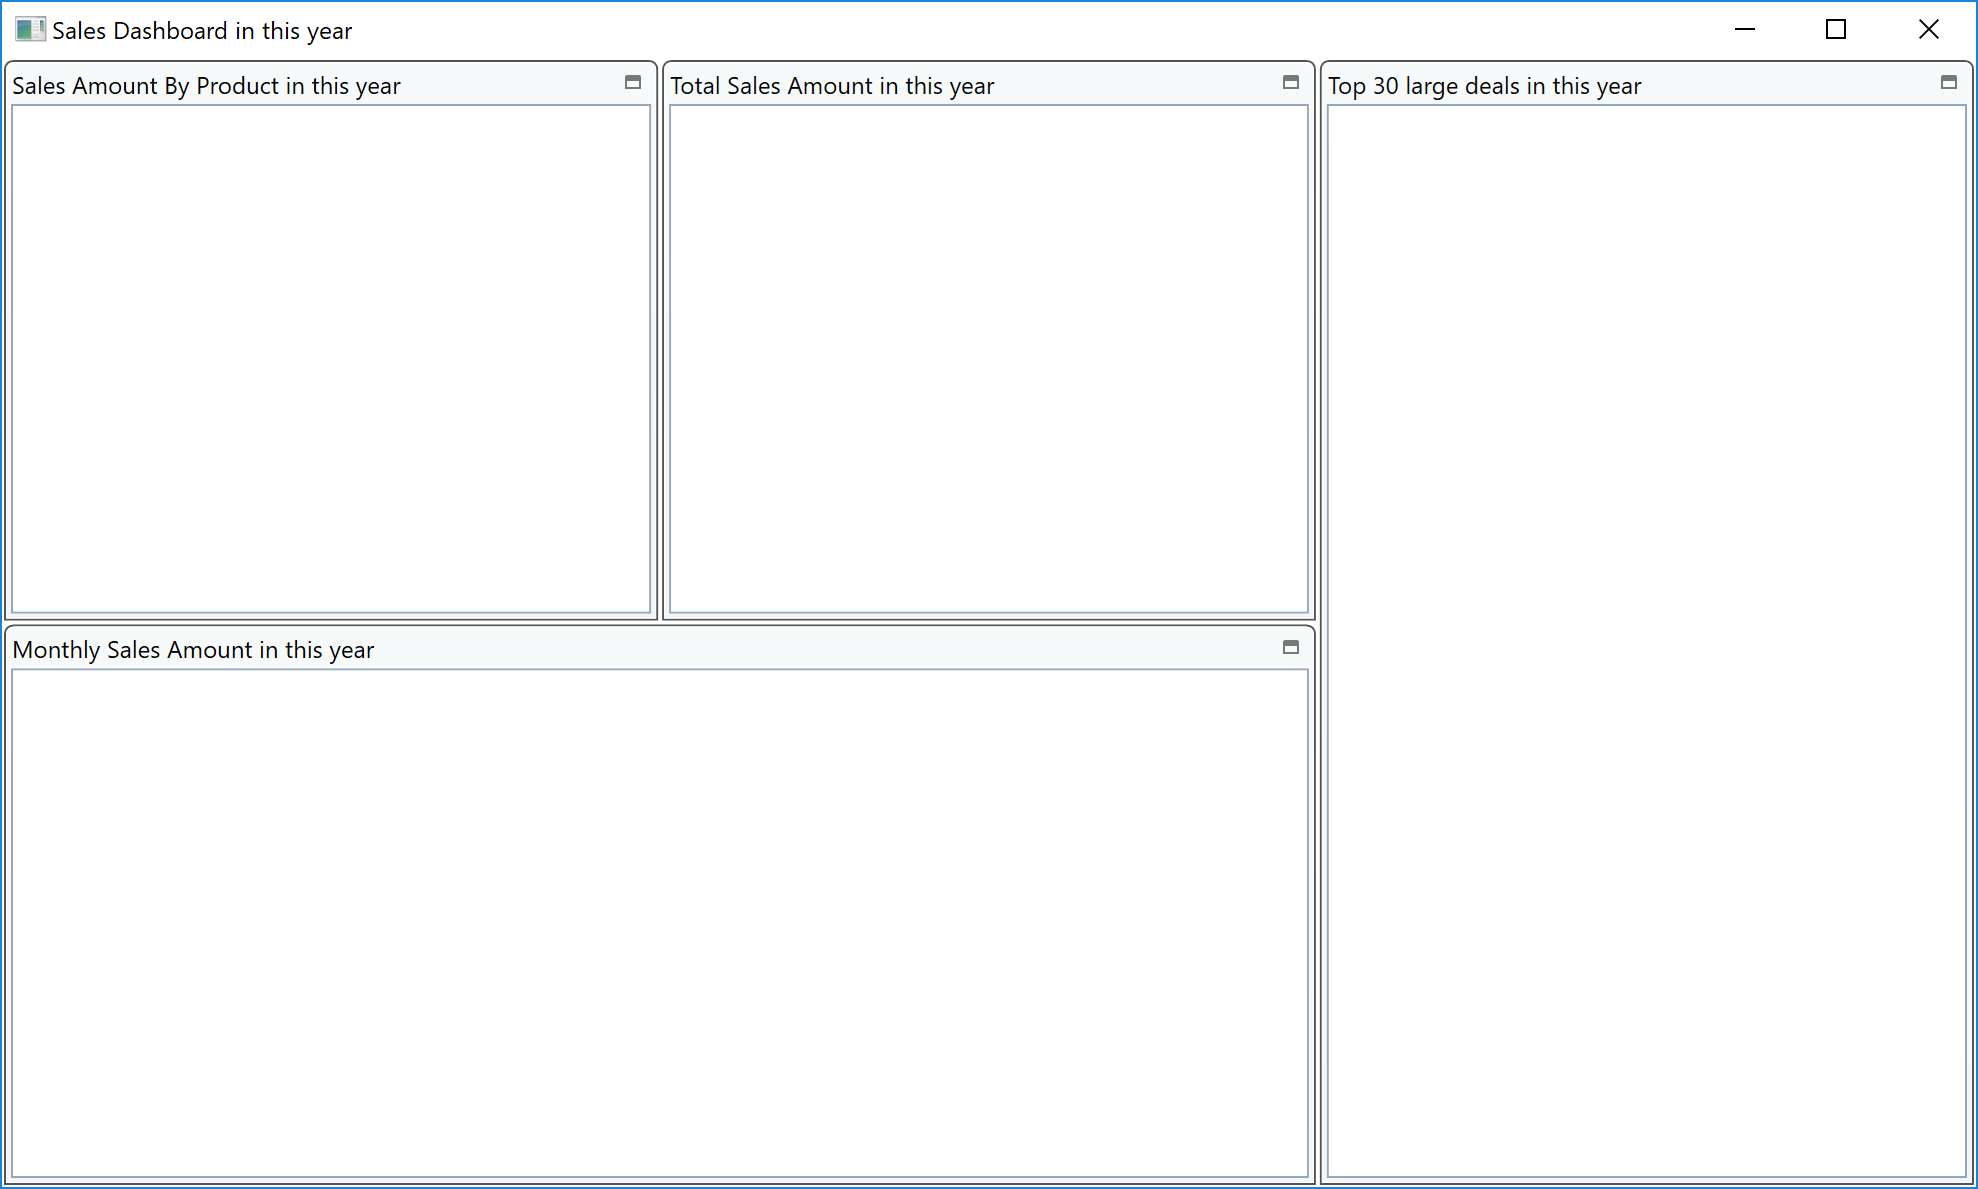 Sales Dashboard in this year
Sales Amount By Product in this year
Total Sales Amount in this year
Top 30 large deals in this year
Monthly Sales Amount in this year